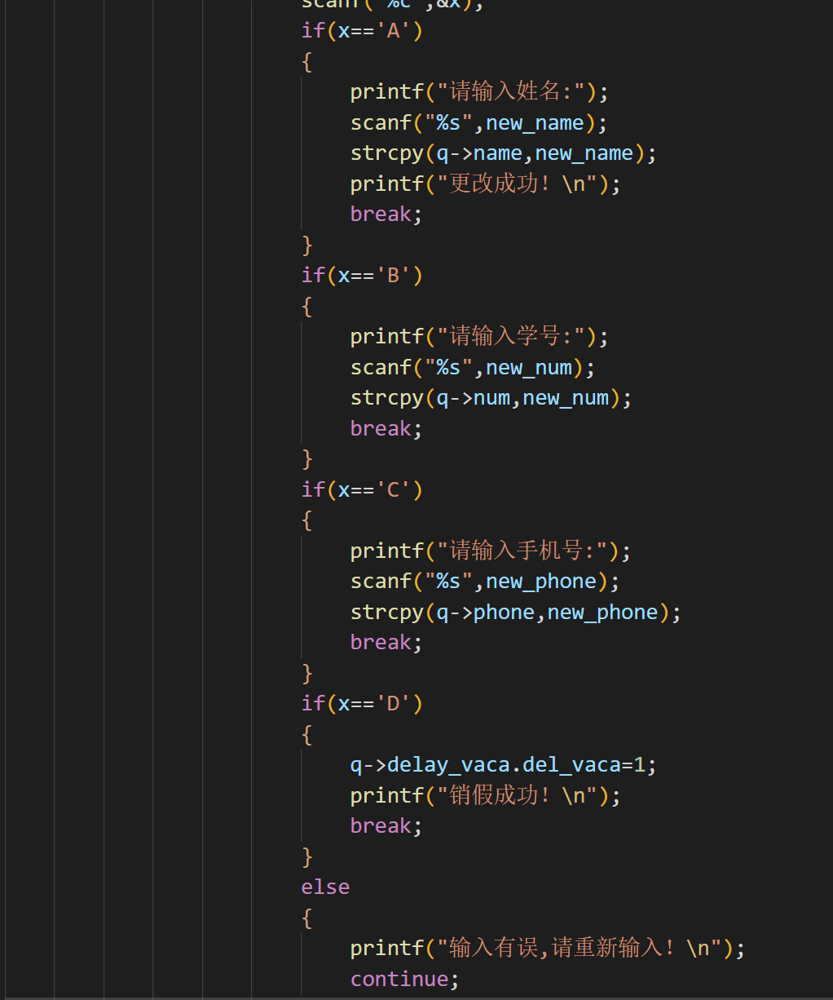 scanf("%c",&x);
if(x=='A')
{
printf("请输入姓名:");
scanf("%s",new_name);
strcpy(q->name,new_name);
printf("更改成功！\n");
break;
}
if(x=='B')
{
printf("请输入学号:");
scanf("%s",new_num);
strcpy(q->num,new_num);
break;
}
if(x=='C')
{
printf("请输入手机号:");
scanf("%s",new_phone);
strcpy(q->phone,new_phone);
break;
}
if(x=='D')
{
q->delay_vaca.del_vaca=1;
printf("销假成功！\n");
break;
}
else
{
printf("输入有误,请重新输入！\n");
continue;